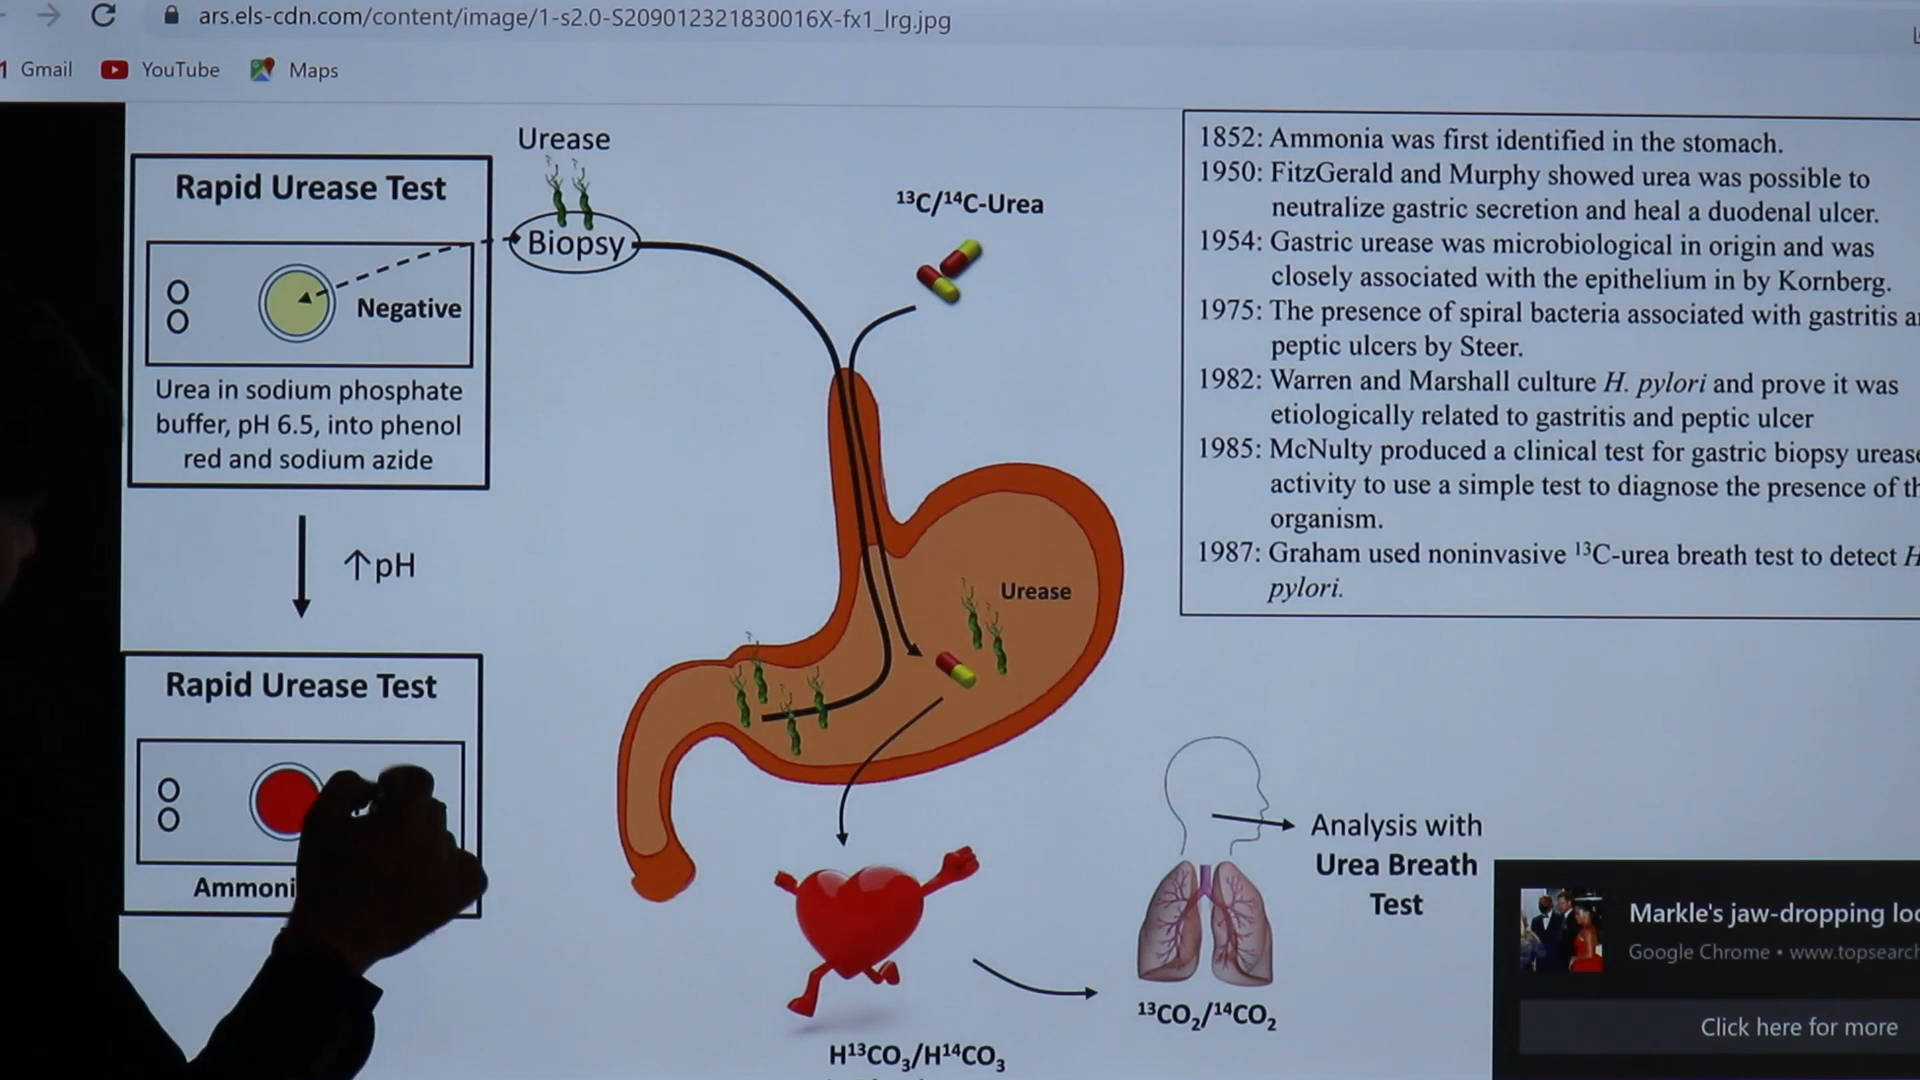 ars.els-cdn.com/content/image/1-s2.0-S209012321830016X-fx1_lrg.jpg
Gmail
YouTube
Maps
Rapid Urease Test
Negative
Urea in sodium phosphate
buffer, pH 6.5, into phenol
red and sodium azide
↑pH
Rapid Urease Test
Ammoni
Urease
Biopsy
¹³C/¹⁴C-Urea
Urease
H¹³CO₃/H¹⁴CO₃
¹³CO₂/¹⁴CO₂
Analysis with
Urea Breath
Test
1852: Ammonia was first identified in the stomach.
1950: FitzGerald and Murphy showed urea was possible to
neutralize gastric secretion and heal a duodenal ulcer.
1954: Gastric urease was microbiological in origin and was
closely associated with the epithelium in by Kornberg.
1975: The presence of spiral bacteria associated with gastritis a
peptic ulcers by Steer.
1982: Warren and Marshall culture H. pylori and prove it was
etiologically related to gastritis and peptic ulcer
1985: McNulty produced a clinical test for gastric biopsy urease
activity to use a simple test to diagnose the presence of th
organism.
1987: Graham used noninvasive ¹³C-urea breath test to detect H
pylori.
Markle's jaw-dropping loo
Google Chrome • www.topsearch
Click here for more